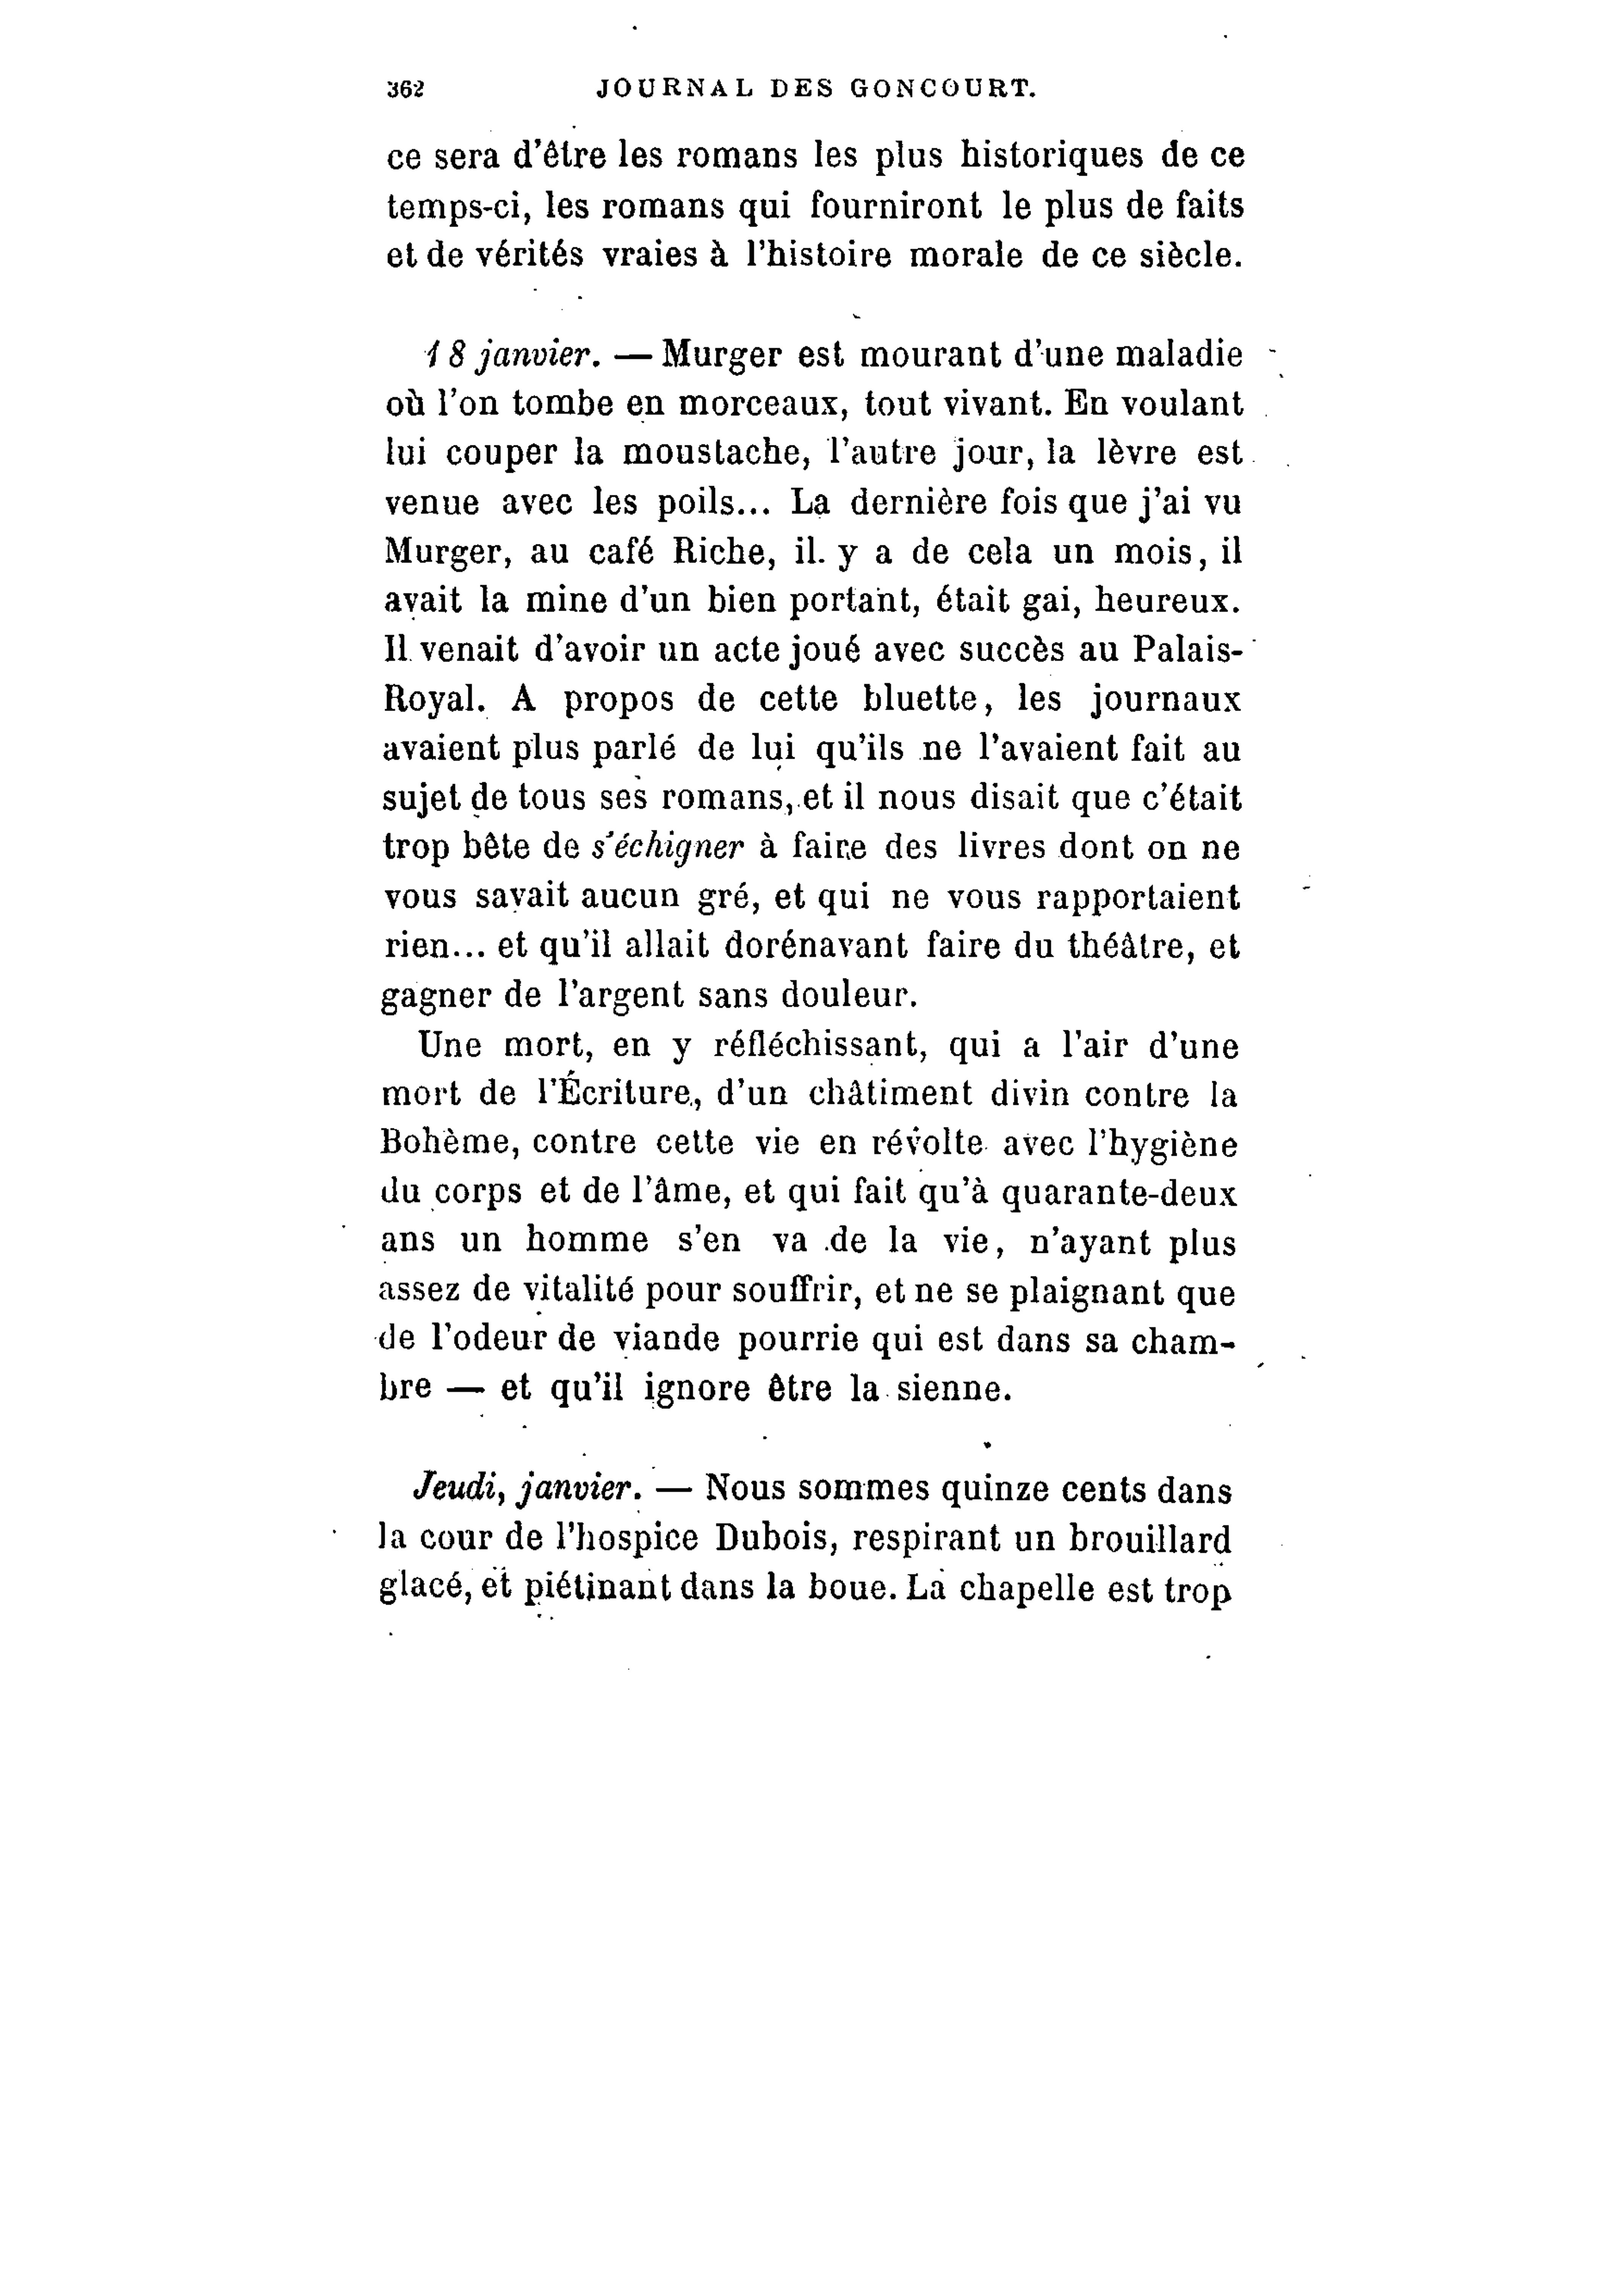 362 JOURNAL DES GONCOURT.
ce sera d'être les romans les plus historiques de ce
temps-ci, les romans qui fourniront le plus de faits
et de vérités vraies à l'histoire morale de ce siècle.
18 janvier. — Murger est mourant d'une maladie
où l'on tombe en morceaux, tout vivant. En voulant
lui couper la moustache, l'autre jour, la lèvre est
venue avec les poils... La dernière fois que j'ai vu
Murger, au café Riche, il y a de cela un mois, il
avait la mine d'un bien portant, était gai, heureux.
Il venait d'avoir un acte joué avec succès au Palais-
Royal. A propos de cette bluette, les journaux
avaient plus parlé de lui qu'ils ne l'avaient fait au
sujet de tous ses romans, et il nous disait que c'était
trop bête de s'échigner à faire des livres dont on ne
vous savait aucun gré, et qui ne vous rapportaient
rien... et qu'il allait dorénavant faire du théâtre, et
gagner de l'argent sans douleur.
Une mort, en y réfléchissant, qui a l'air d'une
mort de l'Écriture, d'un châtiment divin contre la
Bohème, contre cette vie en révolte avec l'hygiène
du corps et de l'âme, et qui fait qu'à quarante-deux
ans un homme s'en va de la vie, n'ayant plus
assez de vitalité pour souffrir, et ne se plaignant que
de l'odeur de viande pourrie qui est dans sa cham-
bre — et qu'il ignore être la sienne.
Jeudi, janvier. — Nous sommes quinze cents dans
la cour de l'hospice Dubois, respirant un brouillard
glacé, et piétinant dans la boue. La chapelle est trop